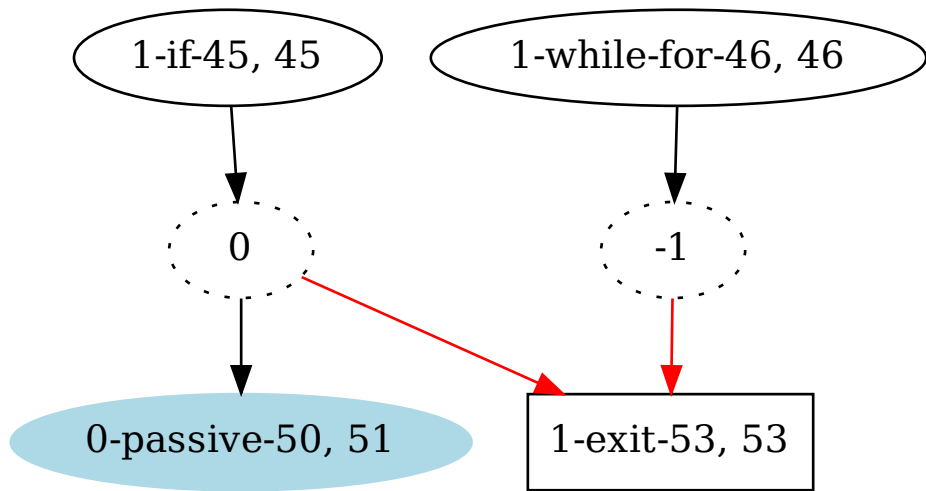 1-if-45, 45
1-while-for-46, 46
0
-1
0-passive-50, 51
1-exit-53, 53